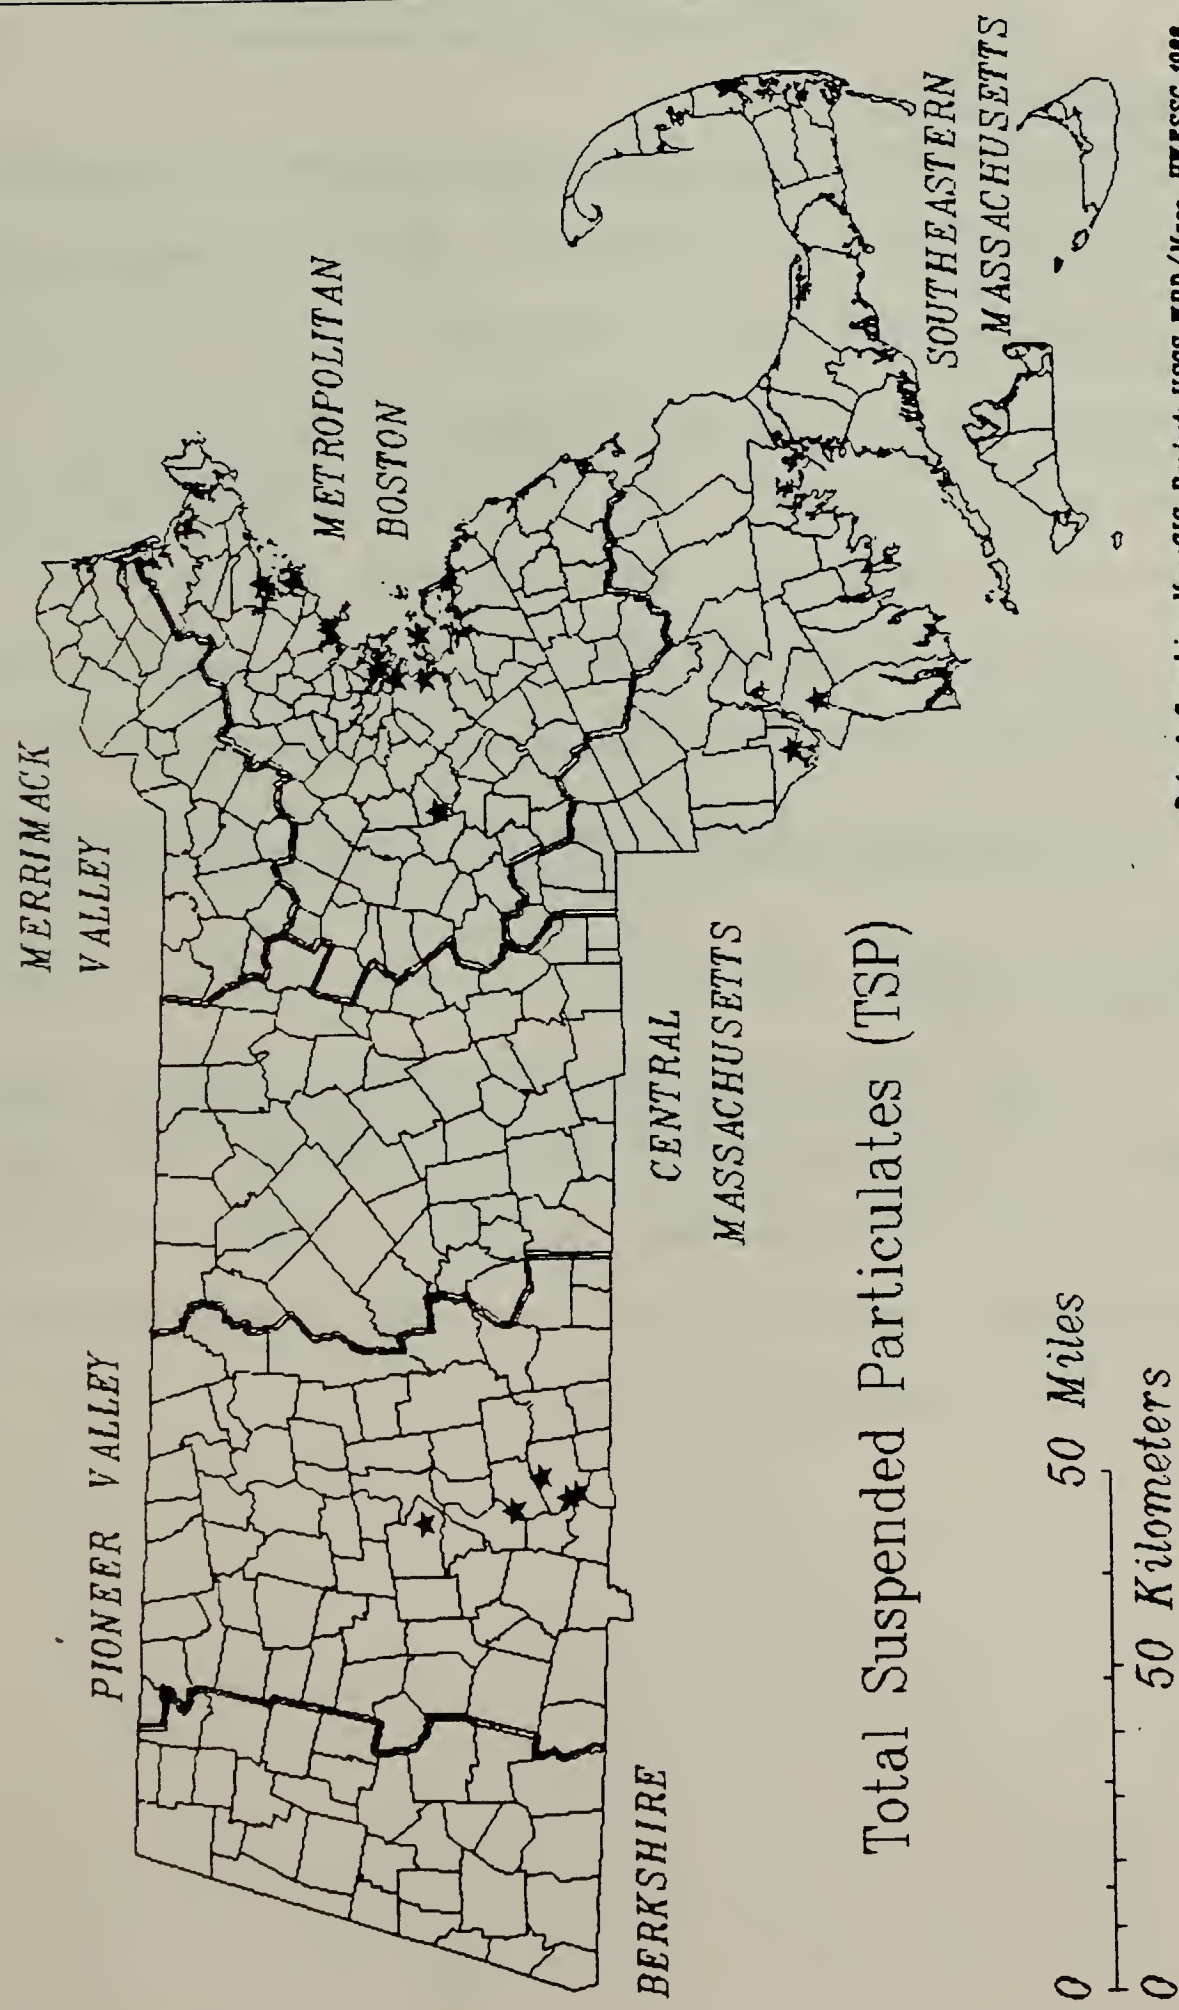 MERRIMACK
VALLEY
PIONEER VALLEY
METROPOLITAN
BOSTON
BERKSHIRE
CENTRAL
MASSACHUSETTS
SOUTHEASTERN
MASSACHUSETTS
Total Suspended Particulates (TSP)
0 50 Miles
0 50 Kilometers